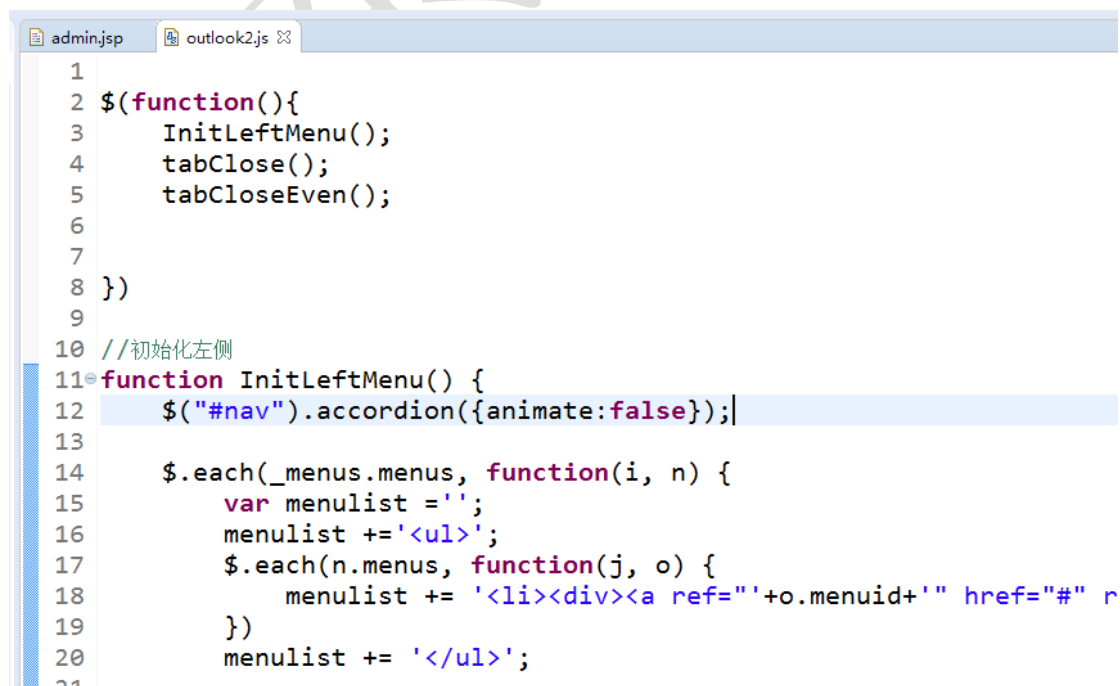 admin.jsp outlook2.js
1
2 $(function(){
3 InitLeftMenu();
4 tabClose();
5 tabCloseEven();
6
7
8 })
9
10 //初始化左侧
11 function InitLeftMenu() {
12 $("#nav").accordion({animate:false});
13
14 $.each(_menus.menus, function(i, n) {
15 var menulist ='';
16 menulist +='<ul>';
17 $.each(n.menus, function(j, o) {
18 menulist += '<li><div><a ref="'+o.menuid+'" href="#" r
19 })
20 menulist += '</ul>';
21